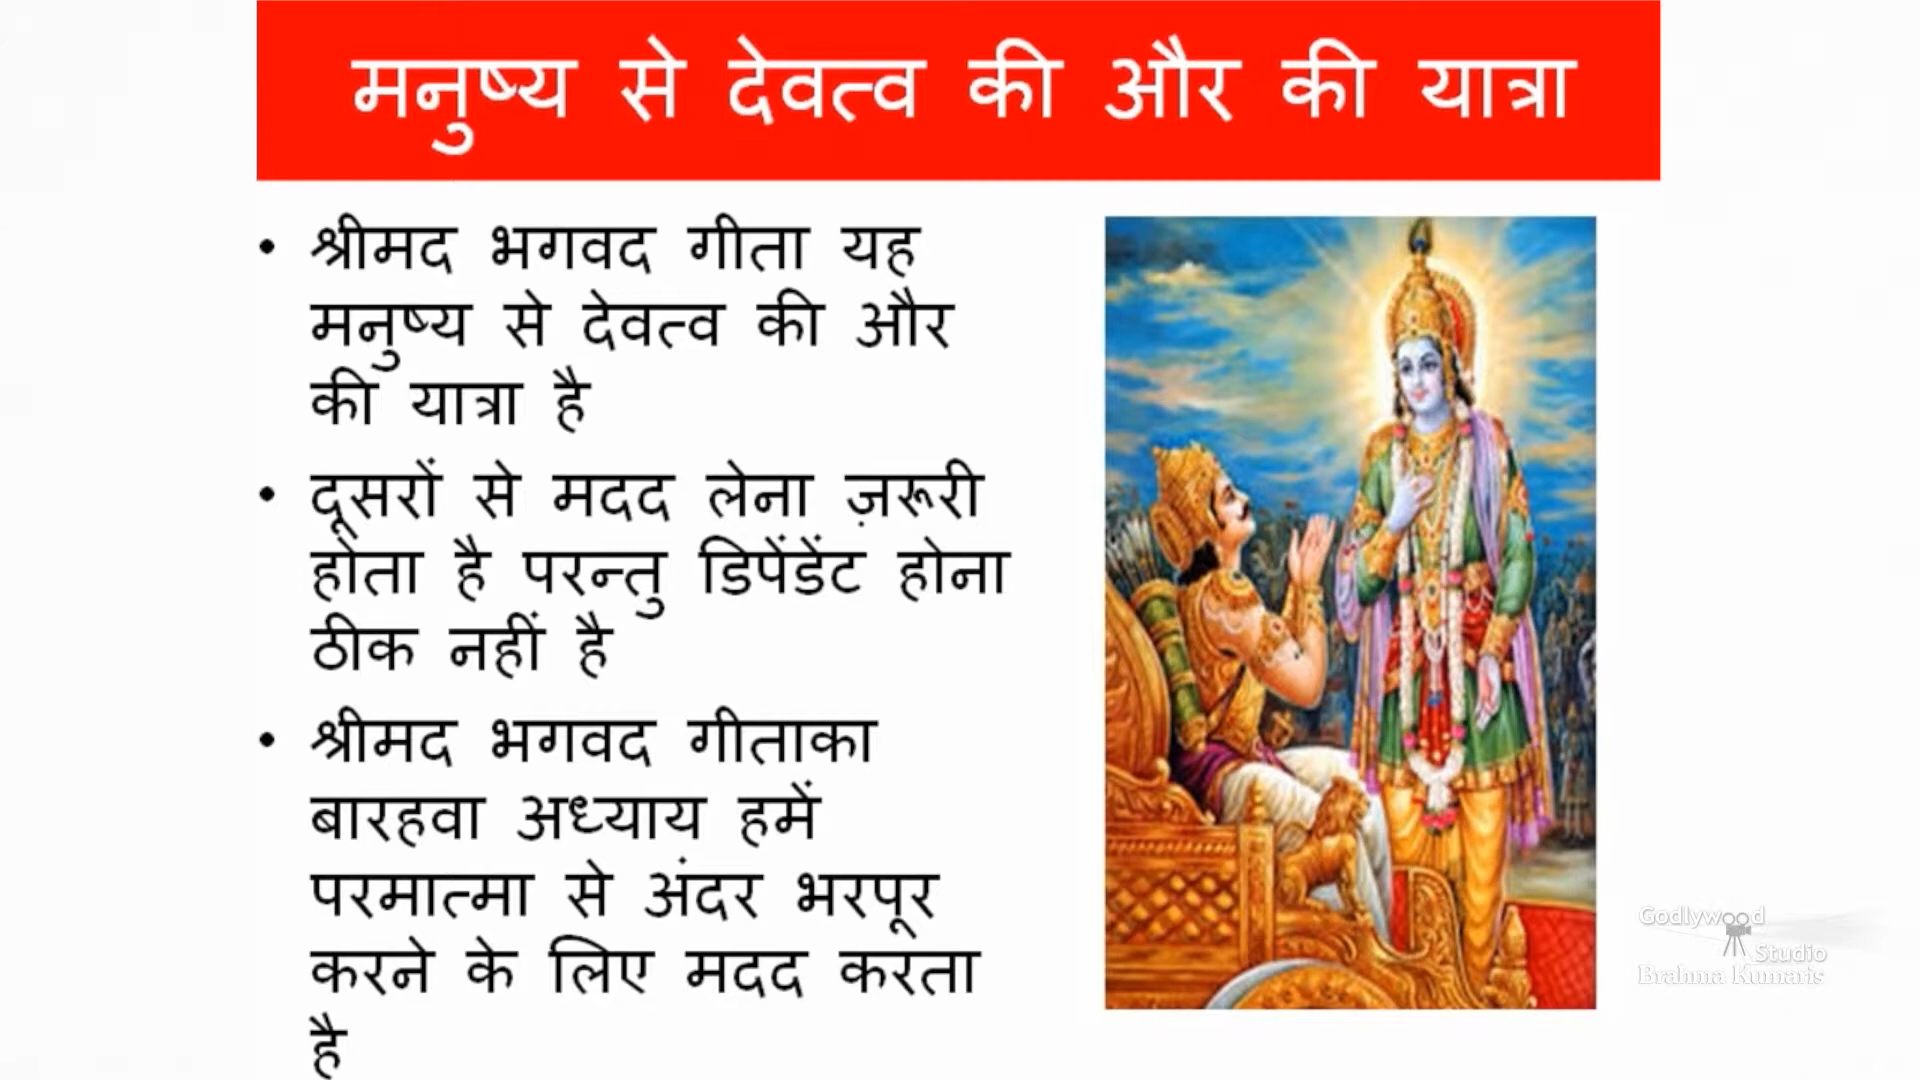 मनुष्य से देवत्व की और की यात्रा
• श्रीमद भगवद गीता यह
मनुष्य से देवत्व की और
की यात्रा है
• दूसरों से मदद लेना ज़रूरी
होता है परन्तु डिपेंडेंट होना
ठीक नहीं है
• श्रीमद भगवद गीताका
बारहवा अध्याय हमें
परमात्मा से अंदर भरपूर
करने के लिए मदद करता
है
Godlywood
Studio
Brahma Kumaris